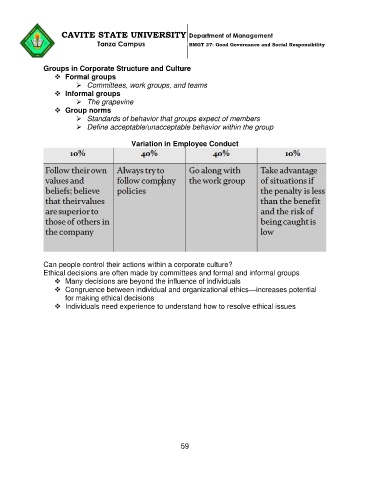 CAVITE STATE UNIVERSITY Department of Management
Tanza Campus BMGT 27- Good Governance and Social Responsibility
Groups in Corporate Structure and Culture
❖ Formal groups
➢ Committees, work groups, and teams
❖ Informal groups
➢ The grapevine
❖ Group norms
➢ Standards of behavior that groups expect of members
➢ Define acceptable/unacceptable behavior within the group
Variation in Employee Conduct
10% 40% 40% 10%
Follow their own Always try to Go along with Take advantage
values and follow company the work group of situations if
beliefs; believe policies the penalty is less
that their values than the benefit
are superior to and the risk of
those of others in being caught is
the company low
Can people control their actions within a corporate culture?
Ethical decisions are often made by committees and formal and informal groups
❖ Many decisions are beyond the influence of individuals
❖ Congruence between individual and organizational ethics—increases potential
for making ethical decisions
❖ Individuals need experience to understand how to resolve ethical issues
59